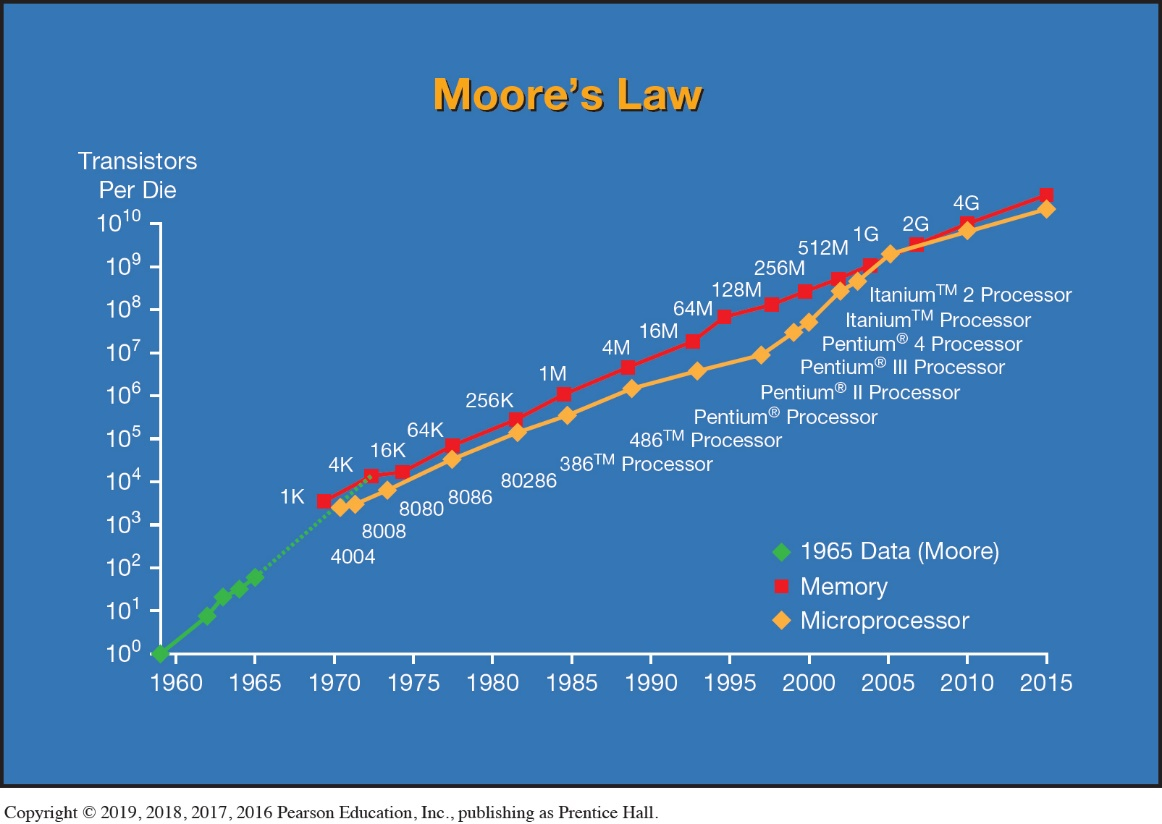 Moore's Law
Transistors
Per Die
10¹⁰
10⁹
10⁸
10⁷
10⁶
10⁵
10⁴
10³
10²
10¹
10⁰
1K
4K
16K
64K
256K
1M
4M
16M
64M
128M
256M
512M
1G
2G
4G
4004
8008
8080
8086
80286
386™ Processor
486™ Processor
Pentium® Processor
Pentium® II Processor
Pentium® III Processor
Pentium® 4 Processor
Itanium™ Processor
Itanium™ 2 Processor
1965 Data (Moore)
Memory
Microprocessor
1960 1965 1970 1975 1980 1985 1990 1995 2000 2005 2010 2015
Copyright © 2019, 2018, 2017, 2016 Pearson Education, Inc., publishing as Prentice Hall.